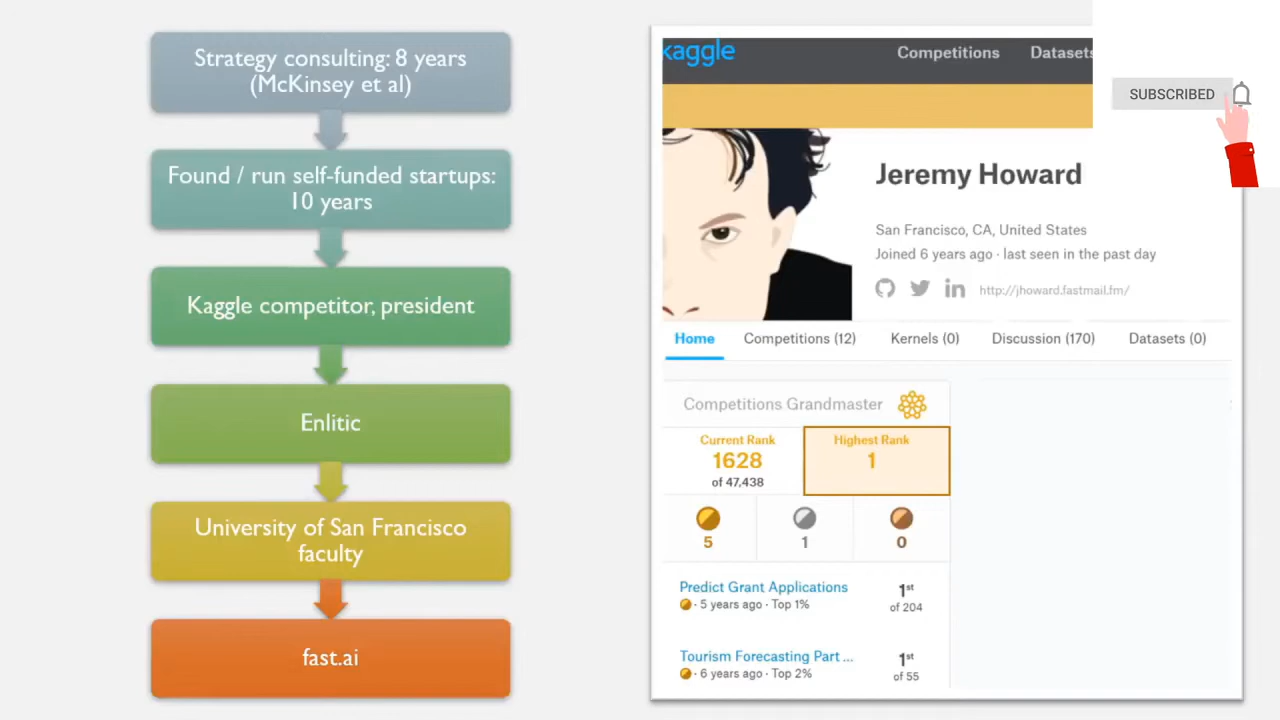 Strategy consulting: 8 years
(McKinsey et al)
Found / run self-funded startups:
10 years
Kaggle competitor, president
Enlitic
University of San Francisco
faculty
fast.ai
kaggle
Competitions Datasets
SUBSCRIBED
Jeremy Howard
San Francisco, CA, United States
Joined 6 years ago · last seen in the past day
in http://jhoward.fastmail.fm/
Home Competitions (12) Kernels (0) Discussion (170) Datasets (0)
Competitions Grandmaster
Current Rank Highest Rank
1628 1
of 47,438
5 1 0
Predict Grant Applications 1st
· 5 years ago · Top 1% of 204
Tourism Forecasting Part ... 1st
· 6 years ago · Top 2% of 55